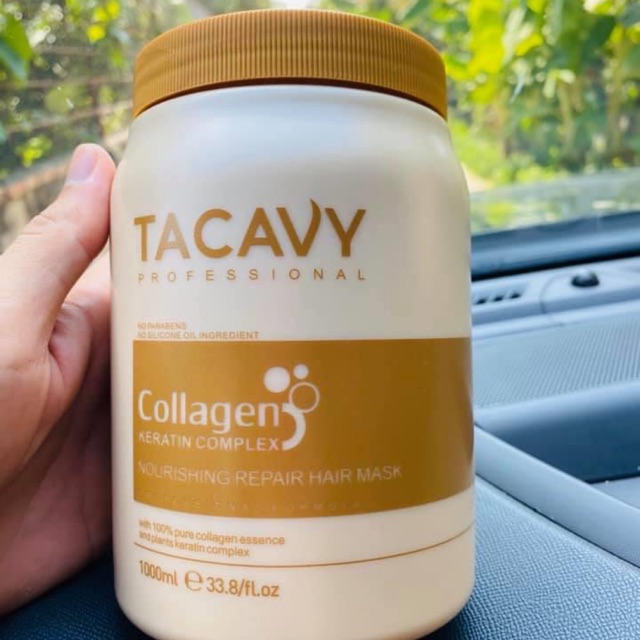 TACAVY
PROFESSIONAL
NO PARABENS
NO SILICONE OIL INGREDIENT
Collagen
KERATIN COMPLEX
NOURISHING REPAIR HAIR MASK
with 100% pure collagen essence
and plants keratin complex
1000ml ℮ 33.8/fl.oz